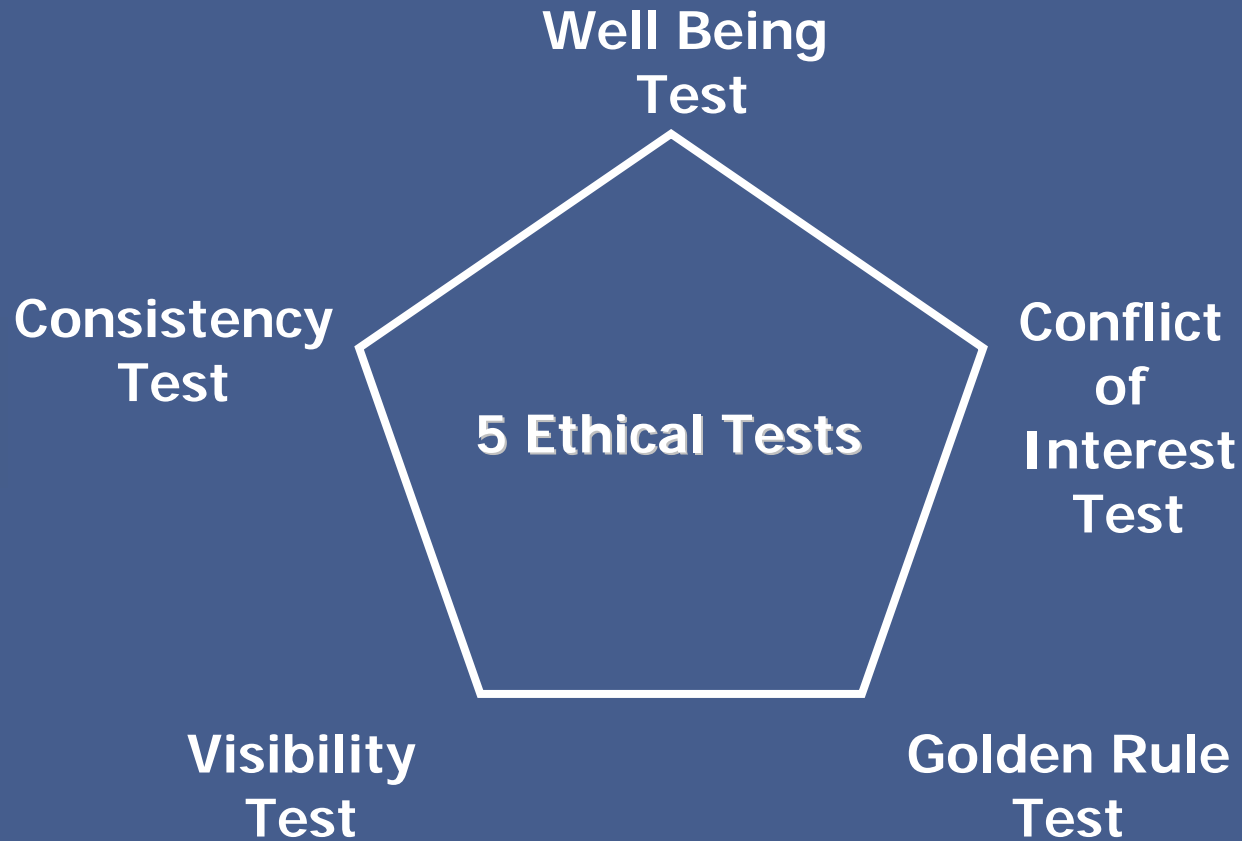 Well Being
Test
Consistency
Test
Conflict
of
Interest
Test
5 Ethical Tests
Visibility
Test
Golden Rule
Test